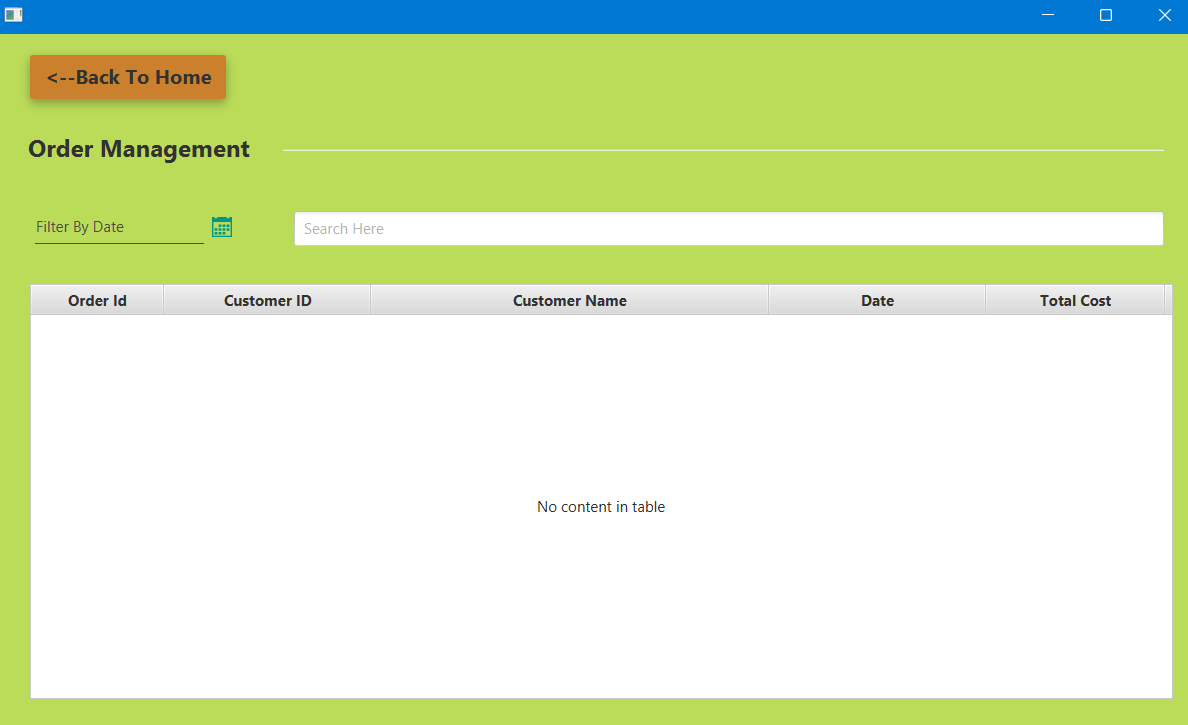 <--Back To Home
Order Management
Filter By Date
Search Here
Order Id Customer ID Customer Name Date Total Cost
No content in table